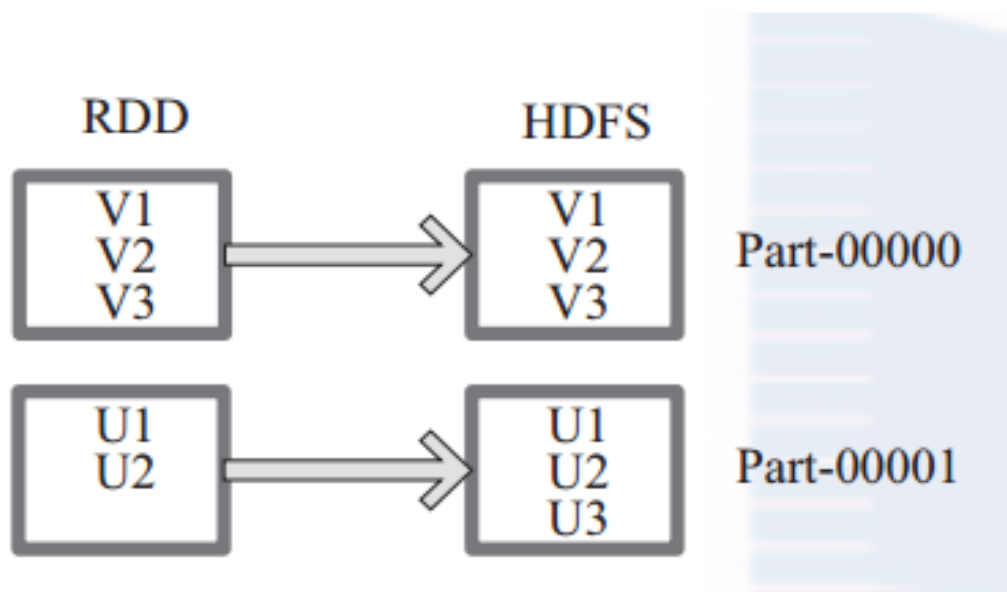 RDD
HDFS
V1
V2
V3
V1
V2
V3
Part-00000
U1
U2
U1
U2
U3
Part-00001